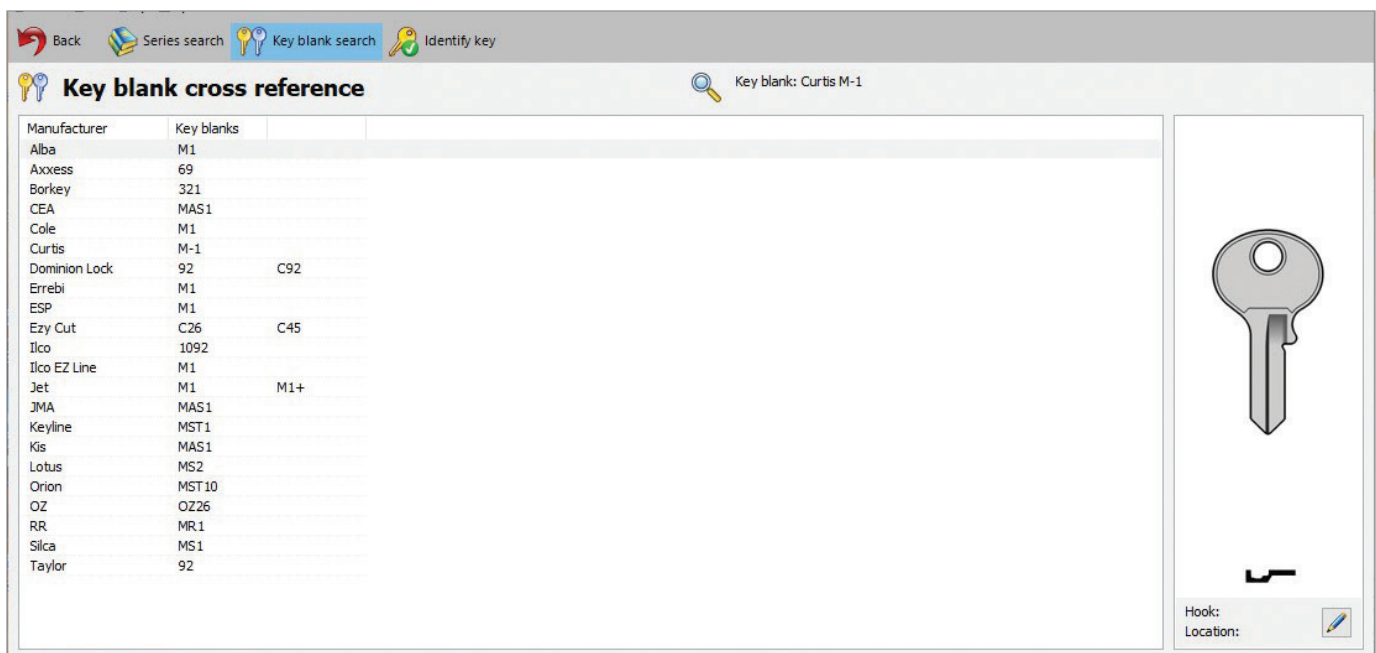 Back Series search Key blank search Identify key
Key blank cross reference
Key blank: Curtis M-1
Manufacturer Key blanks
Alba M1
Axxess 69
Borkey 321
CEA MAS1
Cole M1
Curtis M-1
Dominion Lock 92 C92
Errebi M1
ESP M1
Ezy Cut C26 C45
Ilco 1092
Ilco EZ Line M1
Jet M1 M1+
JMA MAS1
Keyline MST1
Kis MAS1
Lotus MS2
Orion MST10
OZ OZ26
RR MR1
Silca MS1
Taylor 92
Hook:
Location: